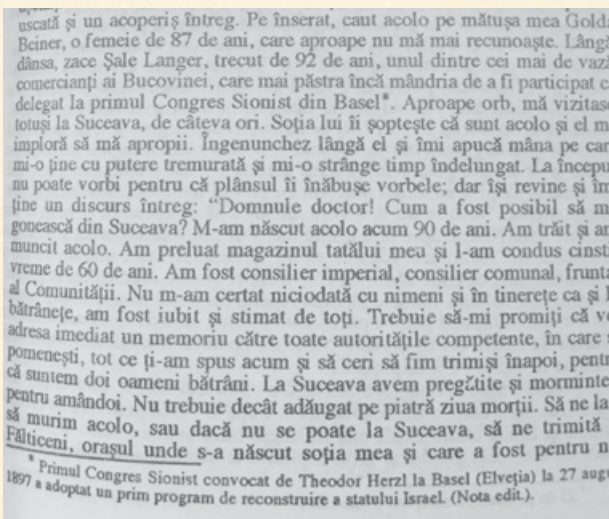 uscată și un acoperiș întreg. Pe înserat, caut acolo pe mătușa mea Golda
Beiner, o femeie de 87 de ani, care aproape nu mă mai recunoaște. Lângă
dânsa, zace Șale Langer, trecut de 92 de ani, unul dintre cei mai de vaz
comercianți ai Bucovinei, care mai păstra încă mândria de a fi participat c
delegat la primul Congres Sionist din Basel*. Aproape orb, mă vizitase
totuși la Suceava, de câteva ori. Soția lui îi șoptește că sunt acolo și el m
imploră să mă apropii. Îngenunchez lângă el și îmi apucă mâna pe car
mi-o ține cu putere tremurată și mi-o strânge timp îndelungat. La începu
nu poate vorbi pentru că plânsul îi înăbușe vorbele; dar își revine și îm
ține un discurs întreg: “Domnule doctor! Cum a fost posibil să m
gonească din Suceava? M-am născut acolo acum 90 de ani. Am trăit și am
muncit acolo. Am preluat magazinul tatălui meu și l-am condus cinsti
vreme de 60 de ani. Am fost consilier imperial, consilier comunal, frunta
al Comunității. Nu m-am certat niciodată cu nimeni și în tinerețe ca și l
bătrânețe, am fost iubit și stimat de toți. Trebuie să-mi promiți că ve
adresa imediat un memoriu către toate autoritățile competente, în care s
pomenești, tot ce ți-am spus acum și să ceri să fim trimiși înapoi, pentr
că suntem doi oameni bătrâni. La Suceava avem pregătite și morminte
pentru amândoi. Nu trebuie decât adăugat pe piatră ziua morții. Să ne la
să murim acolo, sau dacă nu se poate la Suceava, să ne trimită
Fălticeni, orașul unde s-a născut soția mea și care a fost pentru n
* Primul Congres Sionist convocat de Theodor Herzl la Basel (Elveția) la 27 augu
1897 a adoptat un prim program de reconstruire a statului Israel. (Nota edit.).